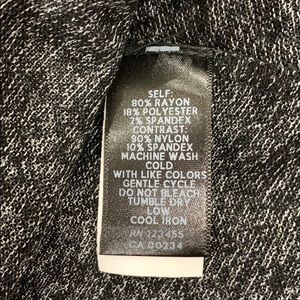 SELF:
80% RAYON
18% POLYESTER
2% SPANDEX
CONTRAST:
90% NYLON
10% SPANDEX
MACHINE WASH
COLD
WITH LIKE COLORS
GENTLE CYCLE
DO NOT BLEACH
TUMBLE DRY
LOW
COOL IRON
RN 123455
CA 00234